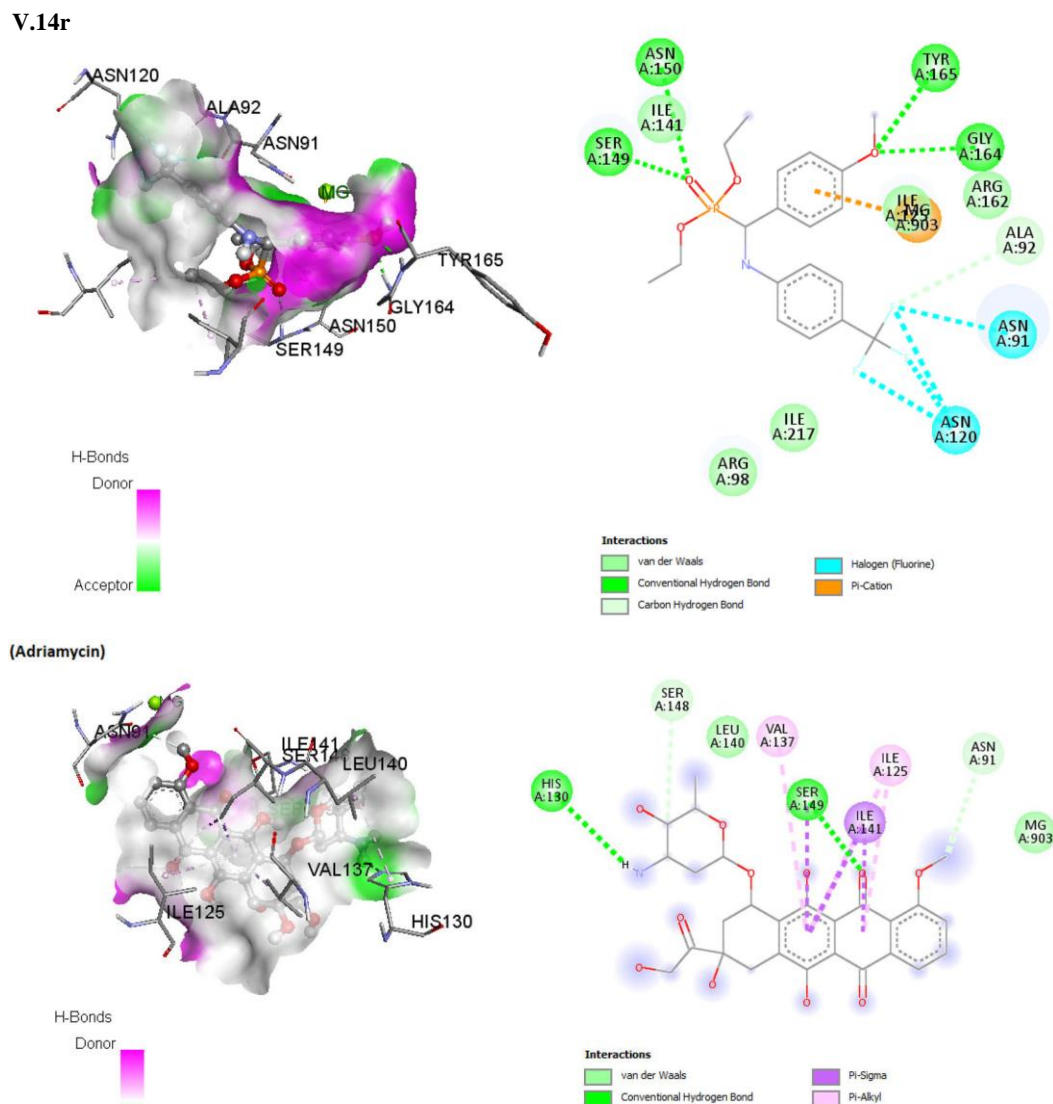 V.14r
ASN120
ALA92
ASN91
MG
TYR165
GLY164
ASN150
SER149
H-Bonds
Donor
Acceptor
ASN
A:150
TYR
A:165
ILE
A:141
SER
A:149
GLY
A:164
ARG
A:162
ILE
A:125
MG
A:903
ALA
A:92
N
ASN
A:91
ASN
A:120
ILE
A:217
ARG
A:98
Interactions
van der Waals
Conventional Hydrogen Bond
Carbon Hydrogen Bond
Halogen (Fluorine)
Pi-Cation
(Adriamycin)
MG
ASN91
ILE141
LEU140
VAL137
ILE125
HIS130
H-Bonds
Donor
SER
A:148
LEU
A:140
VAL
A:137
ILE
A:125
ASN
A:91
HIS
A:130
SER
A:149
ILE
A:141
MG
A:903
H
Interactions
van der Waals
Conventional Hydrogen Bond
Pi-Sigma
Pi-Alkyl